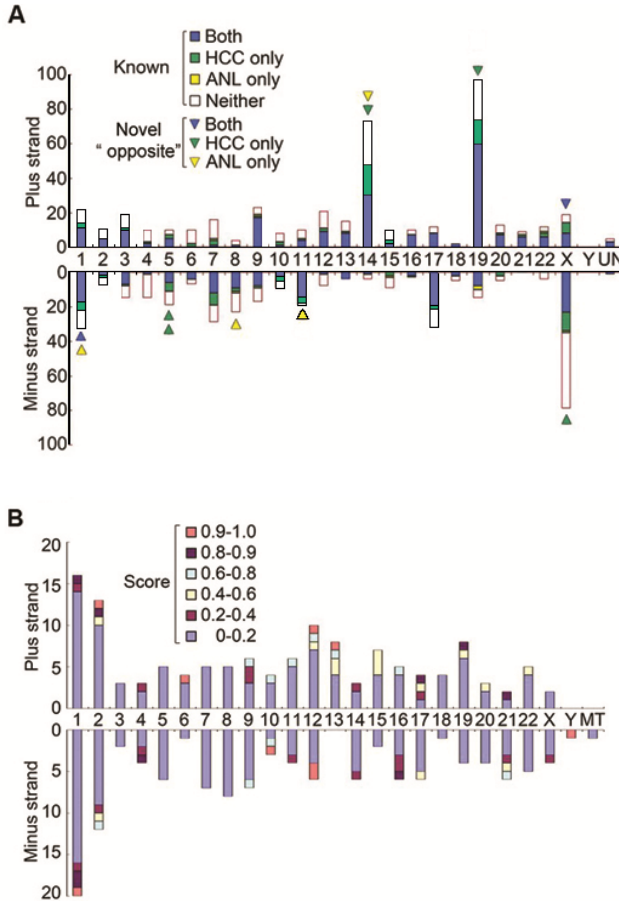 A
Known
Both
HCC only
ANL only
Neither
Novel
“ opposite”
Both
HCC only
ANL only
Plus strand
100
80
60
40
20
0
1 2 3 4 5 6 7 8 9 10 11 12 13 14 15 16 17 18 19 20 21 22 X Y UN
0
20
40
60
80
100
Minus strand
B
Score
0.9-1.0
0.8-0.9
0.6-0.8
0.4-0.6
0.2-0.4
0-0.2
Plus strand
20
15
10
5
0
1 2 3 4 5 6 7 8 9 10 11 12 13 14 15 16 17 18 19 20 21 22 X Y MT
0
5
10
15
20
Minus strand